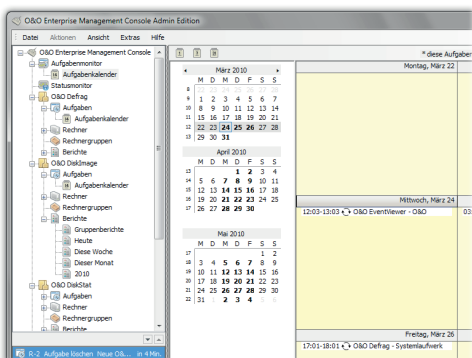 O&O Enterprise Management Console Admin Edition
Datei Aktionen Ansicht Extras Hilfe
O&O Enterprise Management Console
Aufgabenmonitor
Aufgabenkalender
Statusmonitor
O&O Defrag
Aufgaben
Aufgabenkalender
Rechner
Rechnergruppen
Berichte
O&O DiskImage
Aufgaben
Aufgabenkalender
Rechner
Rechnergruppen
Berichte
Gruppenberichte
Heute
Diese Woche
Dieser Monat
2010
O&O DiskStat
Aufgaben
Rechner
Rechnergruppen
Berichte
R-2 Aufgabe löschen Neue O&... in 4 Min.
März 2010
M D M D F S S
9 1 2 3 4 5 6 7
10 8 9 10 11 12 13 14
11 15 16 17 18 19 20 21
12 22 23 24 25 26 27 28
13 29 30 31
April 2010
M D M D F S S
13 1 2 3 4
14 5 6 7 8 9 10 11
15 12 13 14 15 16 17 18
16 19 20 21 22 23 24 25
17 26 27 28 29 30
Mai 2010
M D M D F S S
17 1 2
18 3 4 5 6 7 8 9
19 10 11 12 13 14 15 16
20 17 18 19 20 21 22 23
21 24 25 26 27 28 29 30
22 31 1 2 3 4 5 6
* diese Aufgaben
Montag, März 22
Mittwoch, März 24
12:03-13:03 O&O EventViewer - O&O
03:
Freitag, März 26
17:01-18:01 O&O Defrag - Systemlaufwerk